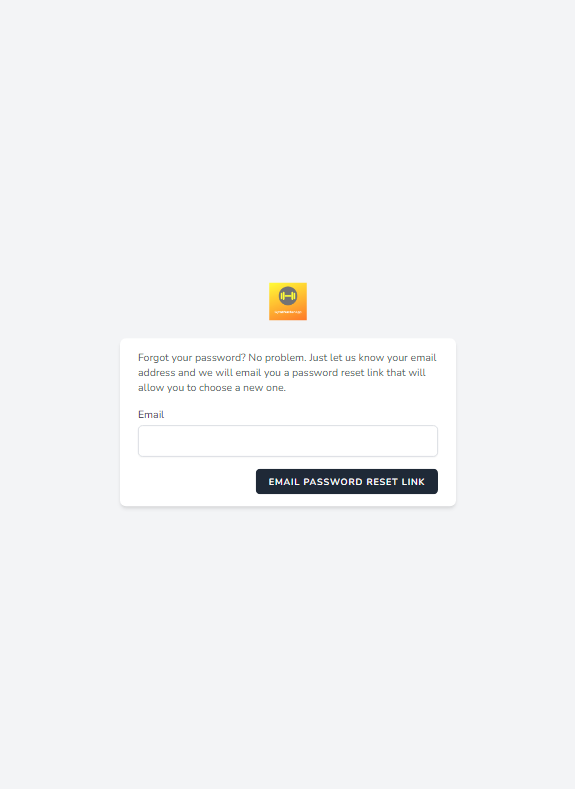 Forgot your password? No problem. Just let us know your email
address and we will email you a password reset link that will
allow you to choose a new one.
Email
EMAIL PASSWORD RESET LINK